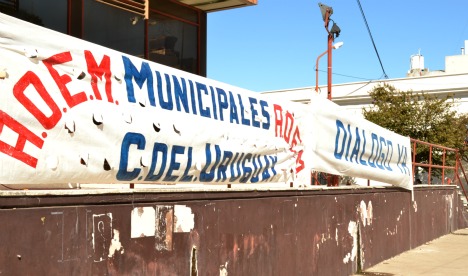 A.O.E.M. MUNICIPALES A.O.E.M.
C. DEL. URUGUAY
DIALOGO YA